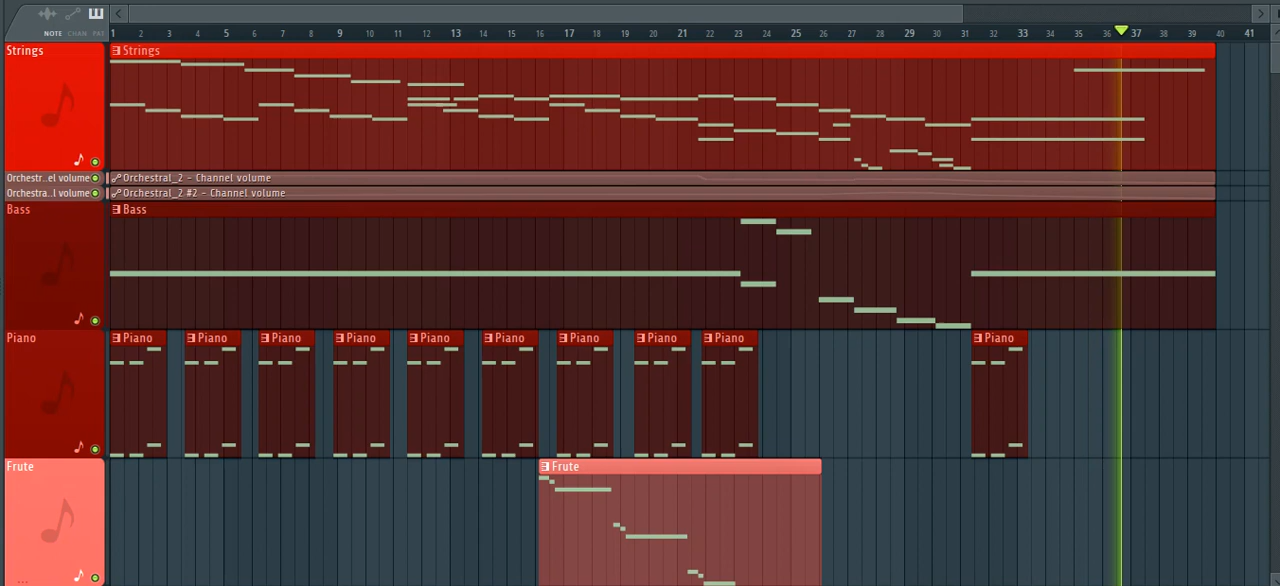 1 2 3 4 5 6 7 8 9 10 11 12 13 14 15 16 17 18 19 20 21 22 23 24 25 26 27 28 29 30 31 32 33 34 35 36 37 38 39 40 41
NOTE CHAN PAT
Strings
Strings
Orchestr..el volume
Orchestral_2 - Channel volume
Orchestra..l volume
Orchestral_2 #2 - Channel volume
Bass
Bass
Piano
Piano Piano Piano Piano Piano Piano Piano Piano Piano Piano
Frute
Frute
...